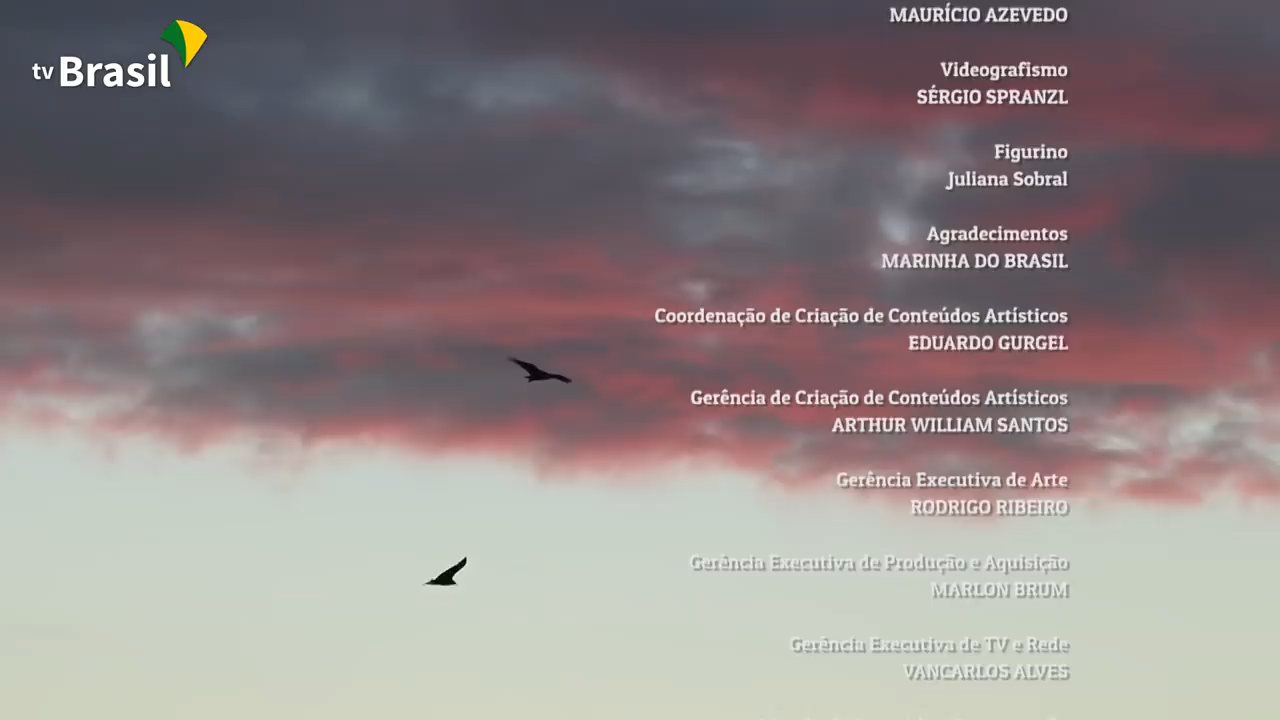 tv Brasil
MAURÍCIO AZEVEDO
Videografismo
SÉRGIO SPRANZL
Figurino
Juliana Sobral
Agradecimentos
MARINHA DO BRASIL
Coordenação de Criação de Conteúdos Artísticos
EDUARDO GURGEL
Gerência de Criação de Conteúdos Artísticos
ARTHUR WILLIAM SANTOS
Gerência Executiva de Arte
RODRIGO RIBEIRO
Gerência Executiva de Produção e Aquisição
MARLON BRUM
Gerência Executiva de TV e Rede
VANCARLOS ALVES